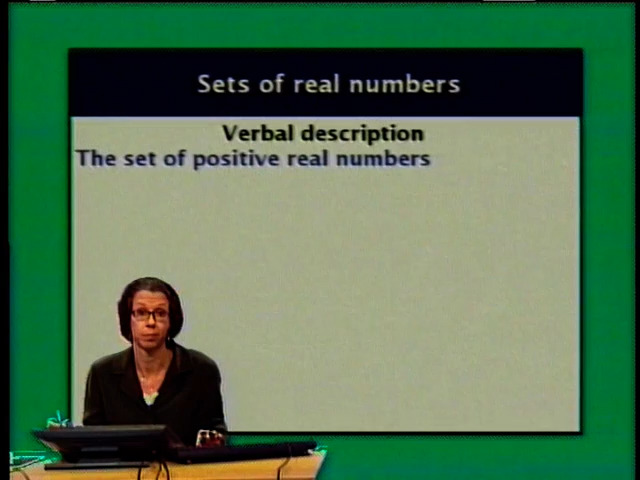 Sets of real numbers
Verbal description
The set of positive real numbers